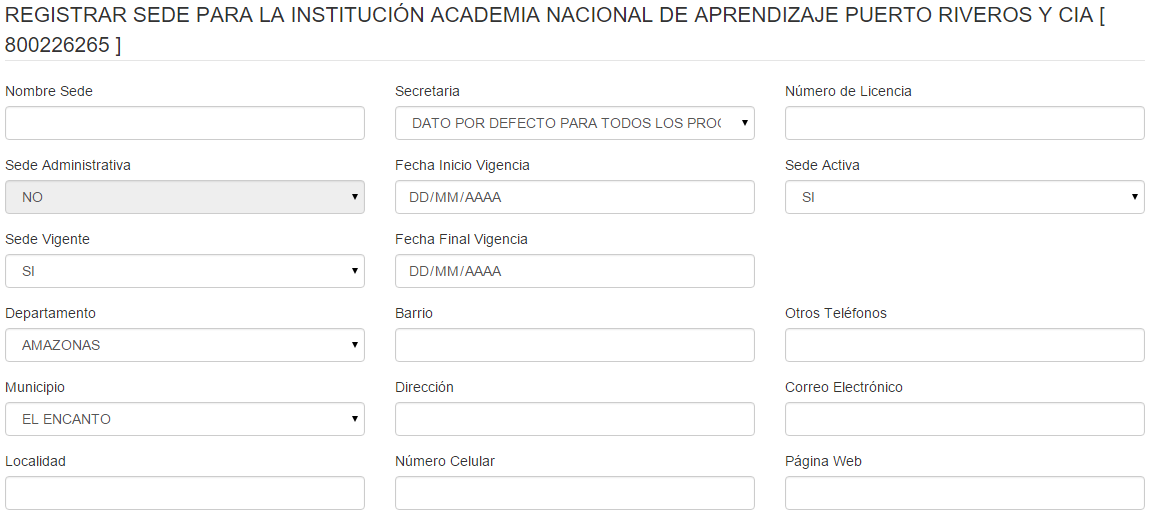 REGISTRAR SEDE PARA LA INSTITUCIÓN ACADEMIA NACIONAL DE APRENDIZAJE PUERTO RIVEROS Y CIA [
800226265 ]
Nombre Sede
Secretaria
Número de Licencia
DATO POR DEFECTO PARA TODOS LOS PROG
Sede Administrativa
Fecha Inicio Vigencia
Sede Activa
NO
DD/MM/AAAA
SI
Sede Vigente
Fecha Final Vigencia
SI
DD/MM/AAAA
Departamento
Barrio
Otros Teléfonos
AMAZONAS
Municipio
Dirección
Correo Electrónico
EL ENCANTO
Localidad
Número Celular
Página Web